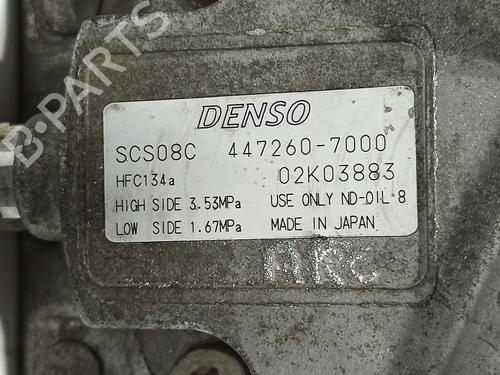 B-PARTS
DENSO
SCS08C 447260-7000
HFC134a 02K03883
HIGH SIDE 3.53MPa USE ONLY ND-OIL 8
LOW SIDE 1.67MPa MADE IN JAPAN